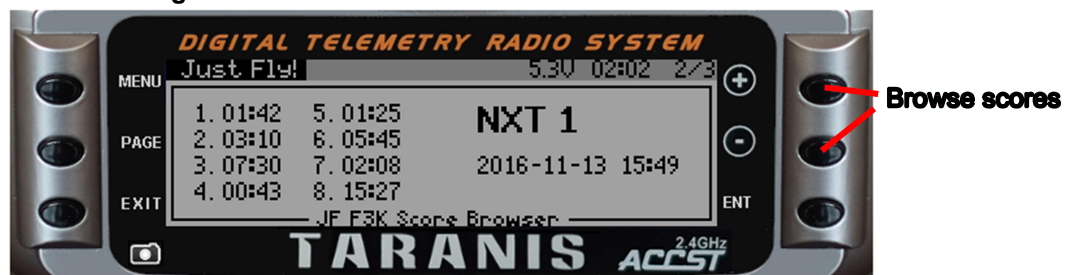 DIGITAL TELEMETRY RADIO SYSTEM
MENU
Just Fly! 5.3V 02:02 2/3
1. 01:42 5. 01:25 NXT 1
2. 03:10 6. 05:45
PAGE
3. 07:30 7. 02:08 2016-11-13 15:49
4. 00:43 8. 15:27
EXIT
ENT
JF F3K Score Browser
TARANIS ACCST 2.4GHz
+
-
Browse scores